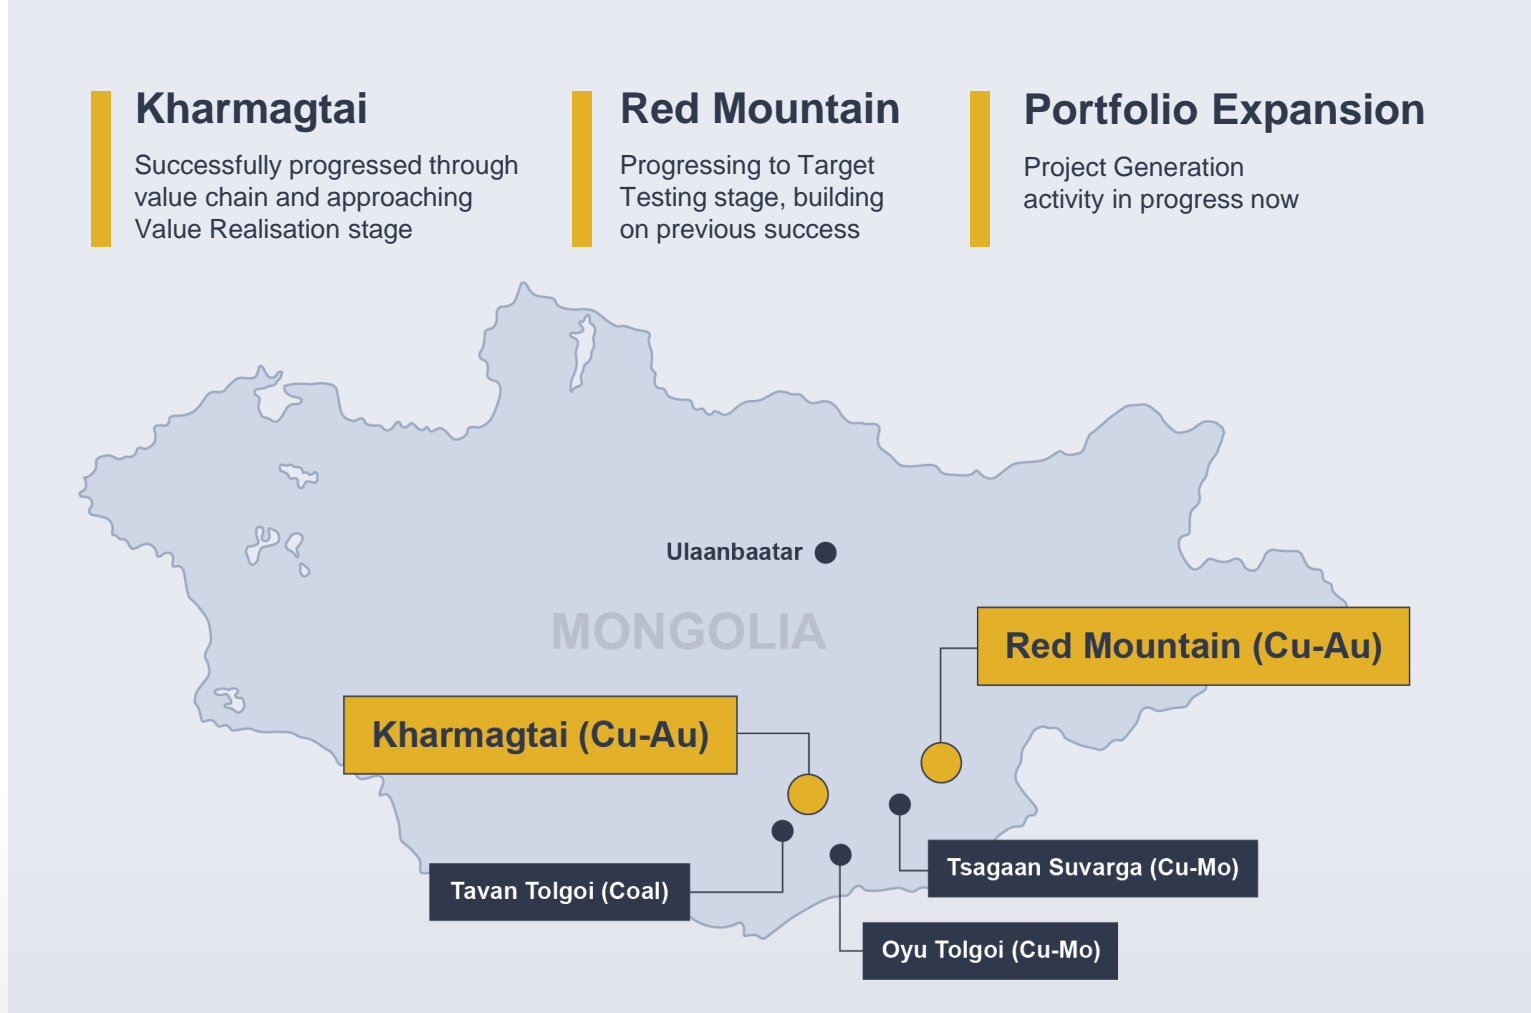 Kharmagtai
Successfully progressed through
value chain and approaching
Value Realisation stage
Red Mountain
Progressing to Target
Testing stage, building
on previous success
Portfolio Expansion
Project Generation
activity in progress now
Ulaanbaatar
MONGOLIA
Red Mountain (Cu-Au)
Kharmagtai (Cu-Au)
Tsagaan Suvarga (Cu-Mo)
Tavan Tolgoi (Coal)
Oyu Tolgoi (Cu-Mo)